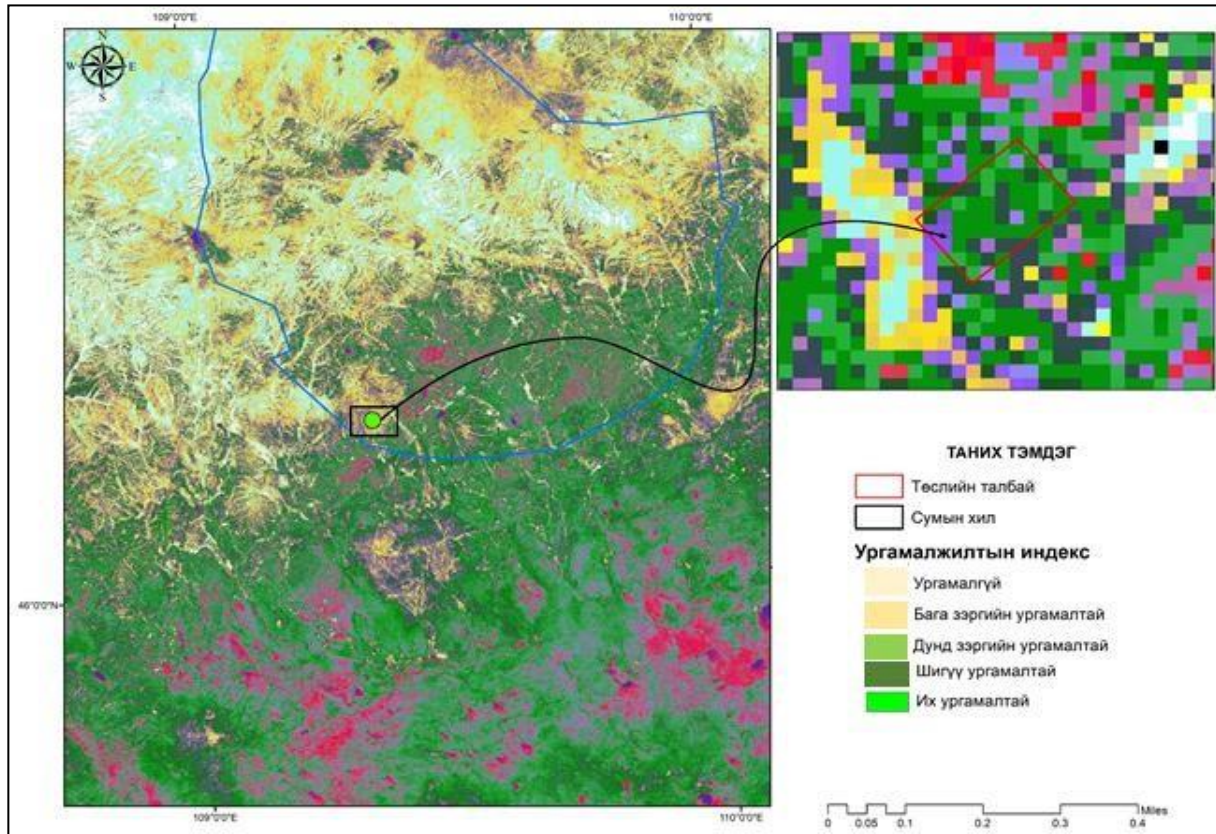 109°0'0"E
110°0'0"E
N
W
E
S
46°0'0"N
109°0'0"E
110°0'0"E
ТАНИХ ТЭМДЭГ
Төслийн талбай
Сумын хил
Ургамалжилтын индекс
Ургамалгүй
Бага зэргийн ургамалтай
Дунд зэргийн ургамалтай
Шигүү ургамалтай
Их ургамалтай
Miles
0 0.05 0.1 0.2 0.3 0.4